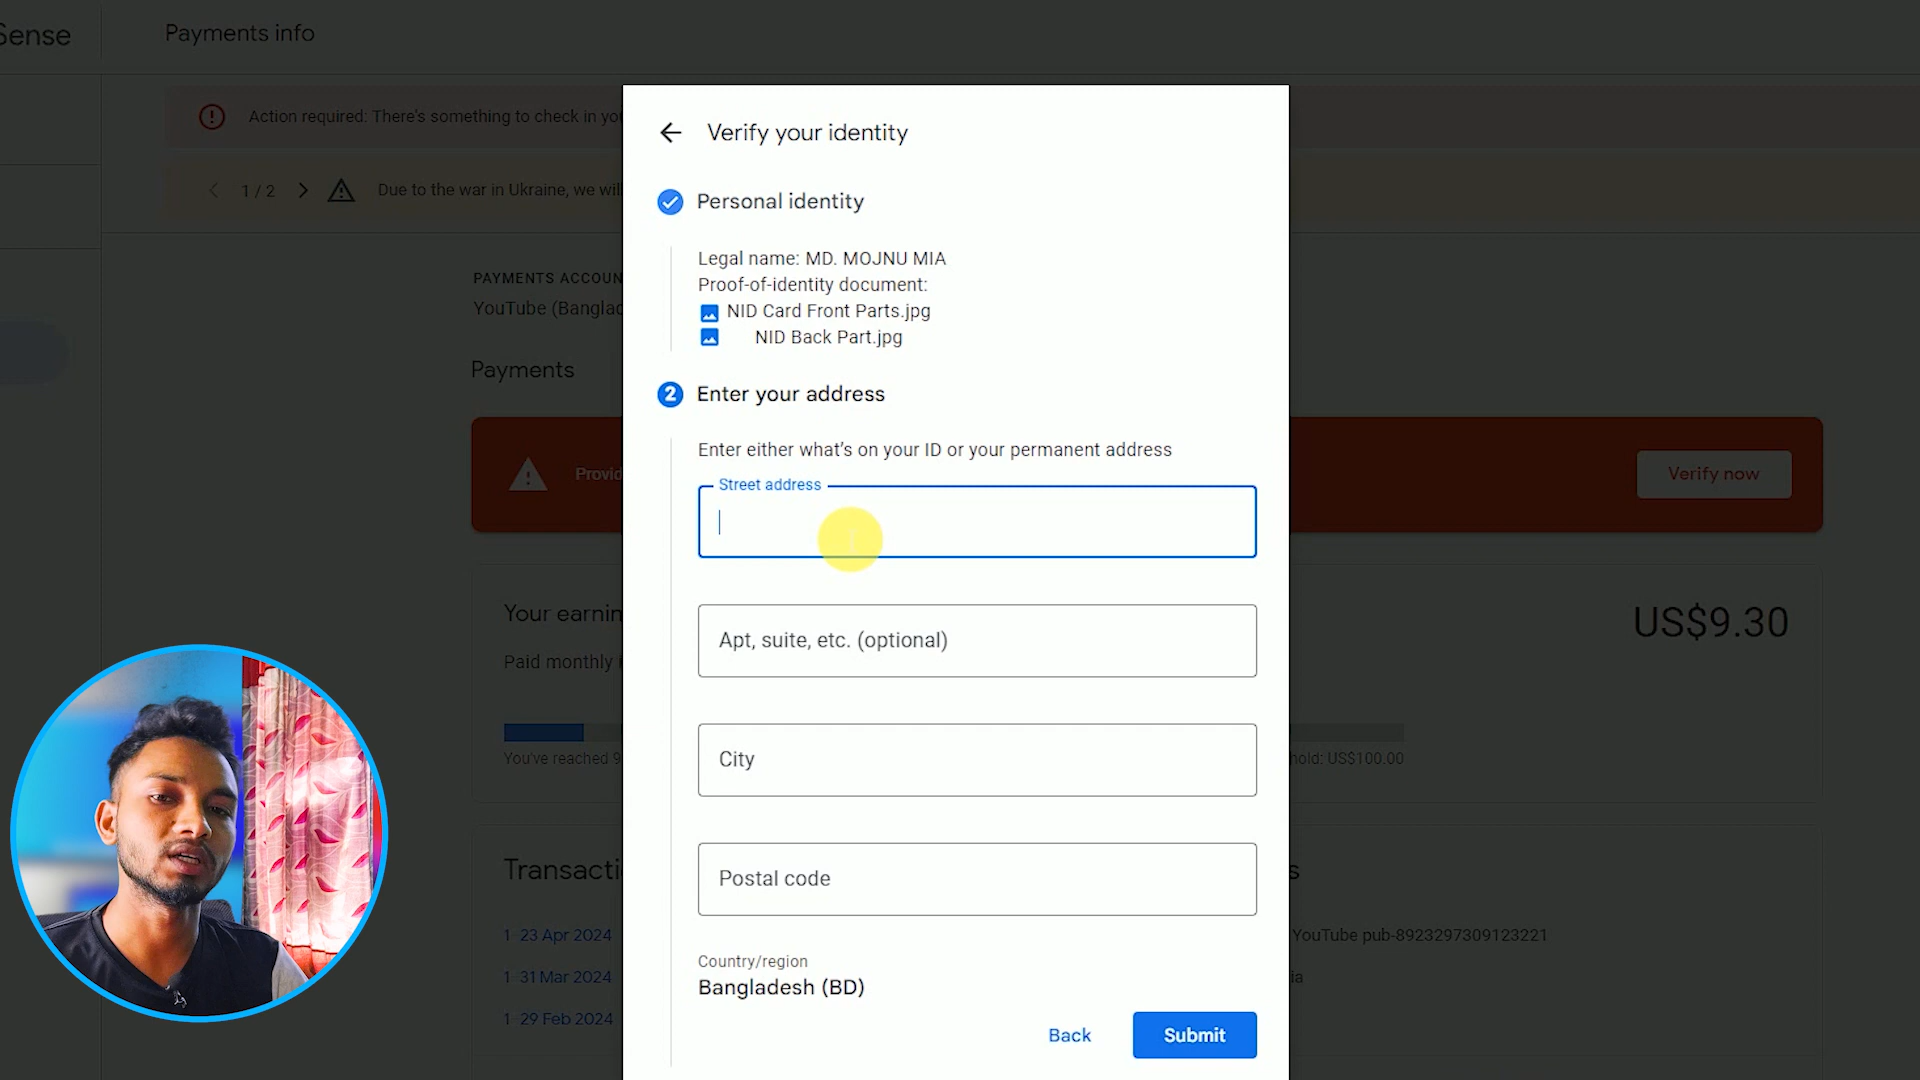 Sense
Payments info
Action required: There's something to check in
1 / 2
Due to the war in Ukraine, we
PAYMENTS ACCOUN
YouTube (Banglad
Payments
Provid
Verify now
Your earnin
US$9.30
Paid monthly
You've reached 9
hold: US$100.00
Transacti
s
1–23 Apr 2024
YouTube pub-8923297309123221
1–31 Mar 2024
ia
1–29 Feb 2024
Verify your identity
Personal identity
Legal name: MD. MOJNU MIA
Proof-of-identity document:
NID Card Front Parts.jpg
NID Back Part.jpg
2 Enter your address
Enter either what's on your ID or your permanent address
Street address
Apt, suite, etc. (optional)
City
Postal code
Country/region
Bangladesh (BD)
Back
Submit